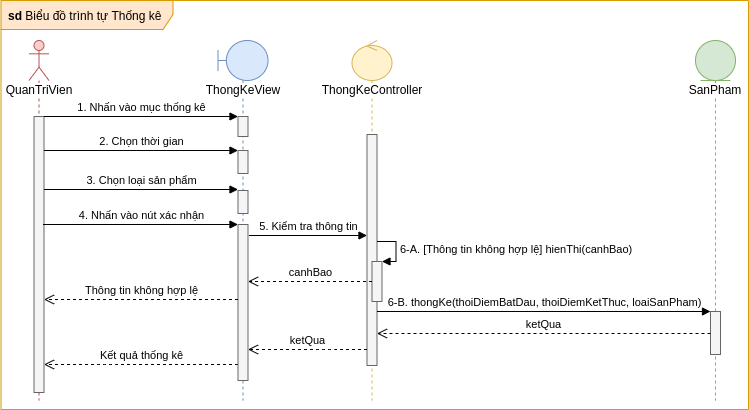 sd Biểu đồ trình tự Thống kê
QuanTriVien
ThongKeView
ThongKeController
SanPham
1. Nhấn vào mục thống kê
2. Chọn thời gian
3. Chọn loại sản phẩm
4. Nhấn vào nút xác nhận
5. Kiểm tra thông tin
6-A. [Thông tin không hợp lệ] hienThi(canhBao)
canhBao
Thông tin không hợp lệ
6-B. thongKe(thoiDiemBatDau, thoiDiemKetThuc, loaiSanPham)
ketQua
ketQua
Kết quả thống kê